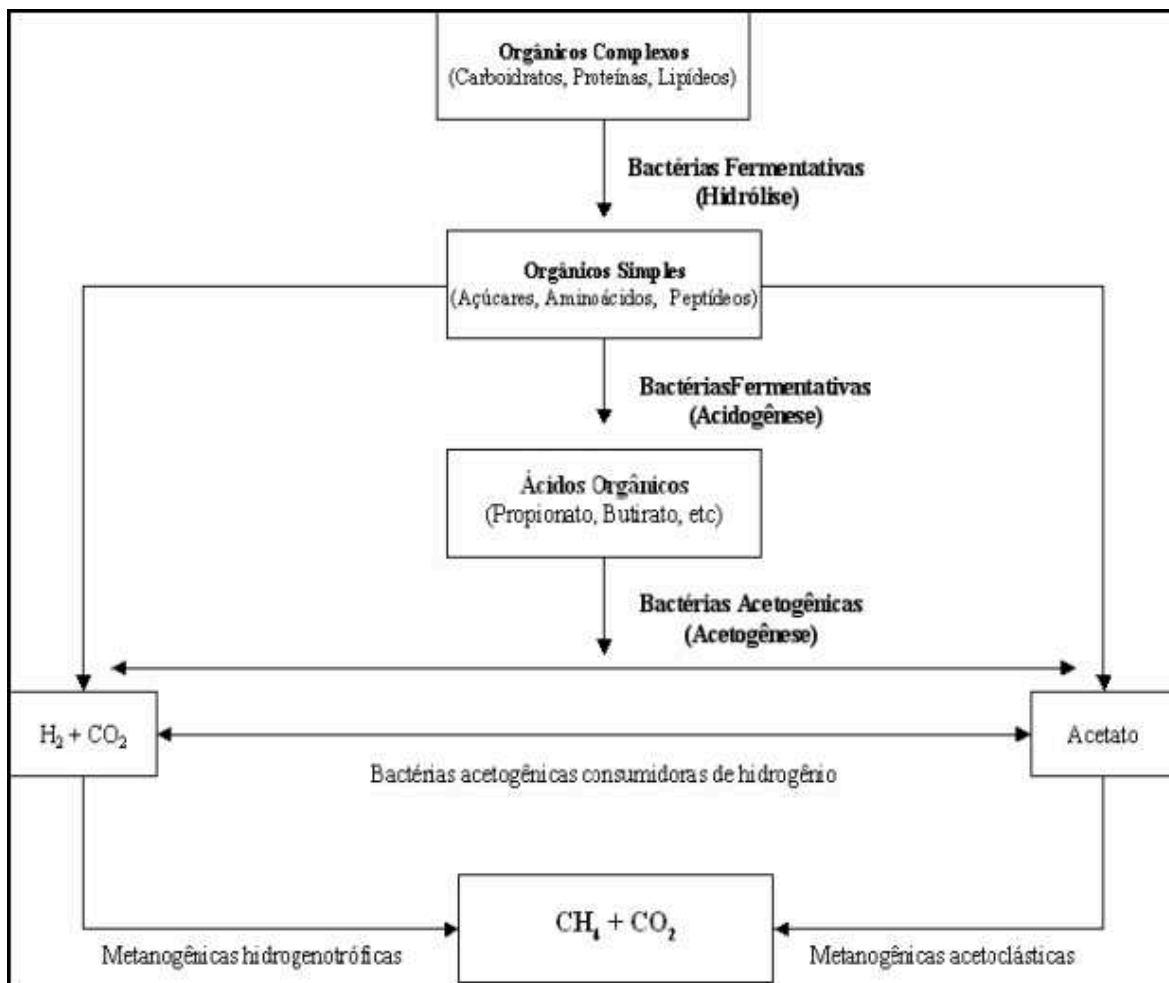 Orgânicos Complexos
(Carboidratos, Proteínas, Lipídeos)
Bactérias Fermentativas
(Hidrólise)
Orgânicos Simples
(Açúcares, Aminoácidos, Peptídeos)
BactériasFermentativas
(Acidogênese)
Ácidos Orgânicos
(Propionato, Butirato, etc)
Bactérias Acetogênicas
(Acetogênese)
H₂ + CO₂
Acetato
Bactérias acetogênicas consumidoras de hidrogênio
CH₄ + CO₂
Metanogênicas hidrogenotróficas
Metanogênicas acetoclásticas